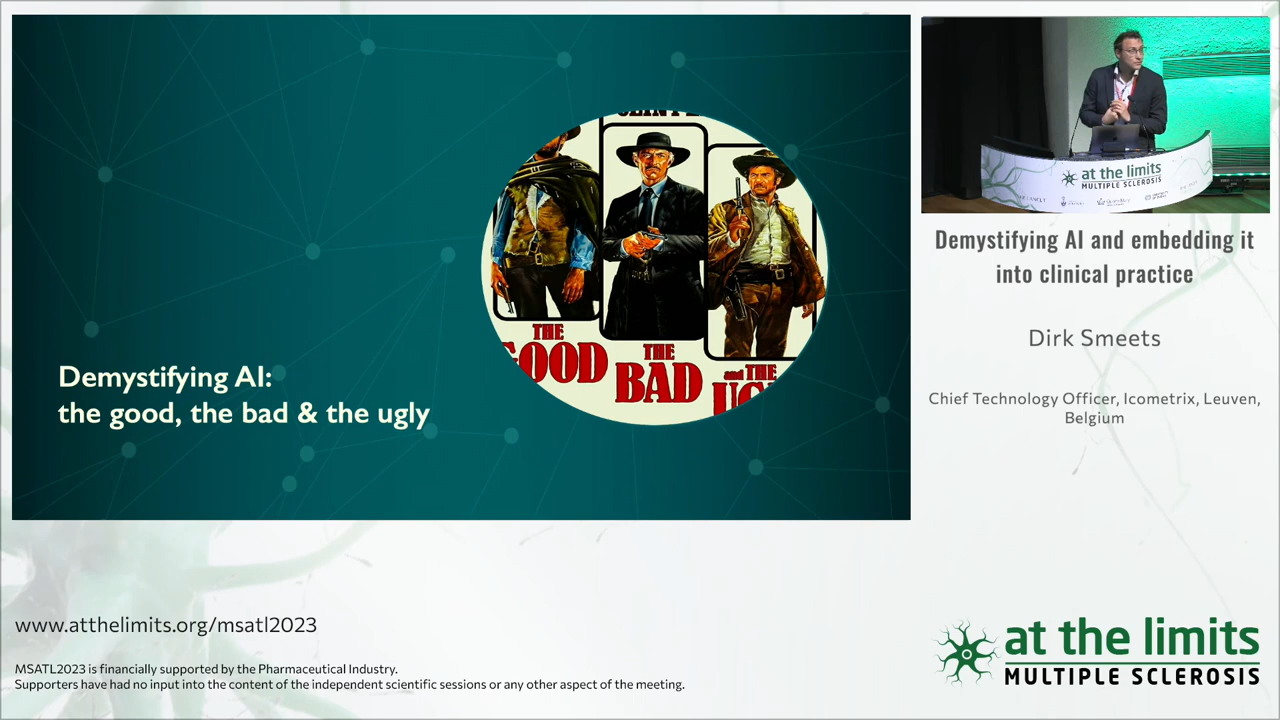 Demystifying AI:
the good, the bad & the ugly
THE
GOOD
THE
BAD
and THE
at the limits
MULTIPLE SCLEROSIS
Demystifying AI and embedding it
into clinical practice
Dirk Smeets
Chief Technology Officer, Icometrix, Leuven,
Belgium
www.atthelimits.org/msatl2023
MSATL2023 is financially supported by the Pharmaceutical Industry.
Supporters have had no input into the content of the independent scientific sessions or any other aspect of the meeting.
at the limits
MULTIPLE SCLEROSIS